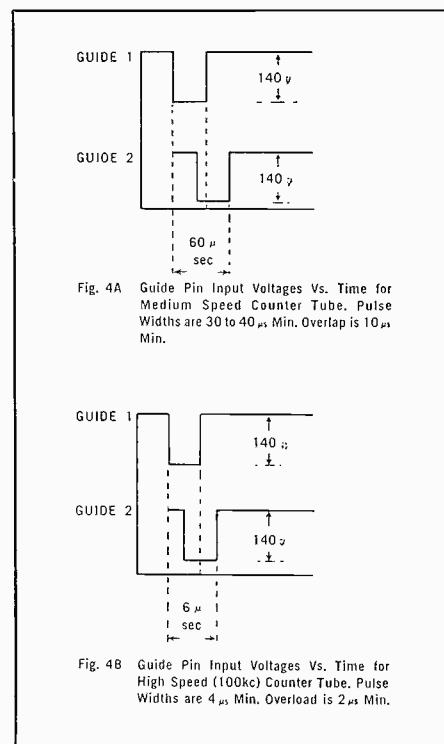 GUIDE 1
140 v
GUIDE 2
140 v
60 μ
sec
Fig. 4A Guide Pin Input Voltages Vs. Time for
Medium Speed Counter Tube. Pulse
Widths are 30 to 40 μs Min. Overlap is 10 μs
Min.
GUIDE 1
140 v
GUIDE 2
140 v
6 μ
sec
Fig. 4B Guide Pin Input Voltages Vs. Time for
High Speed (100kc) Counter Tube. Pulse
Widths are 4 μs Min. Overload is 2 μs Min.